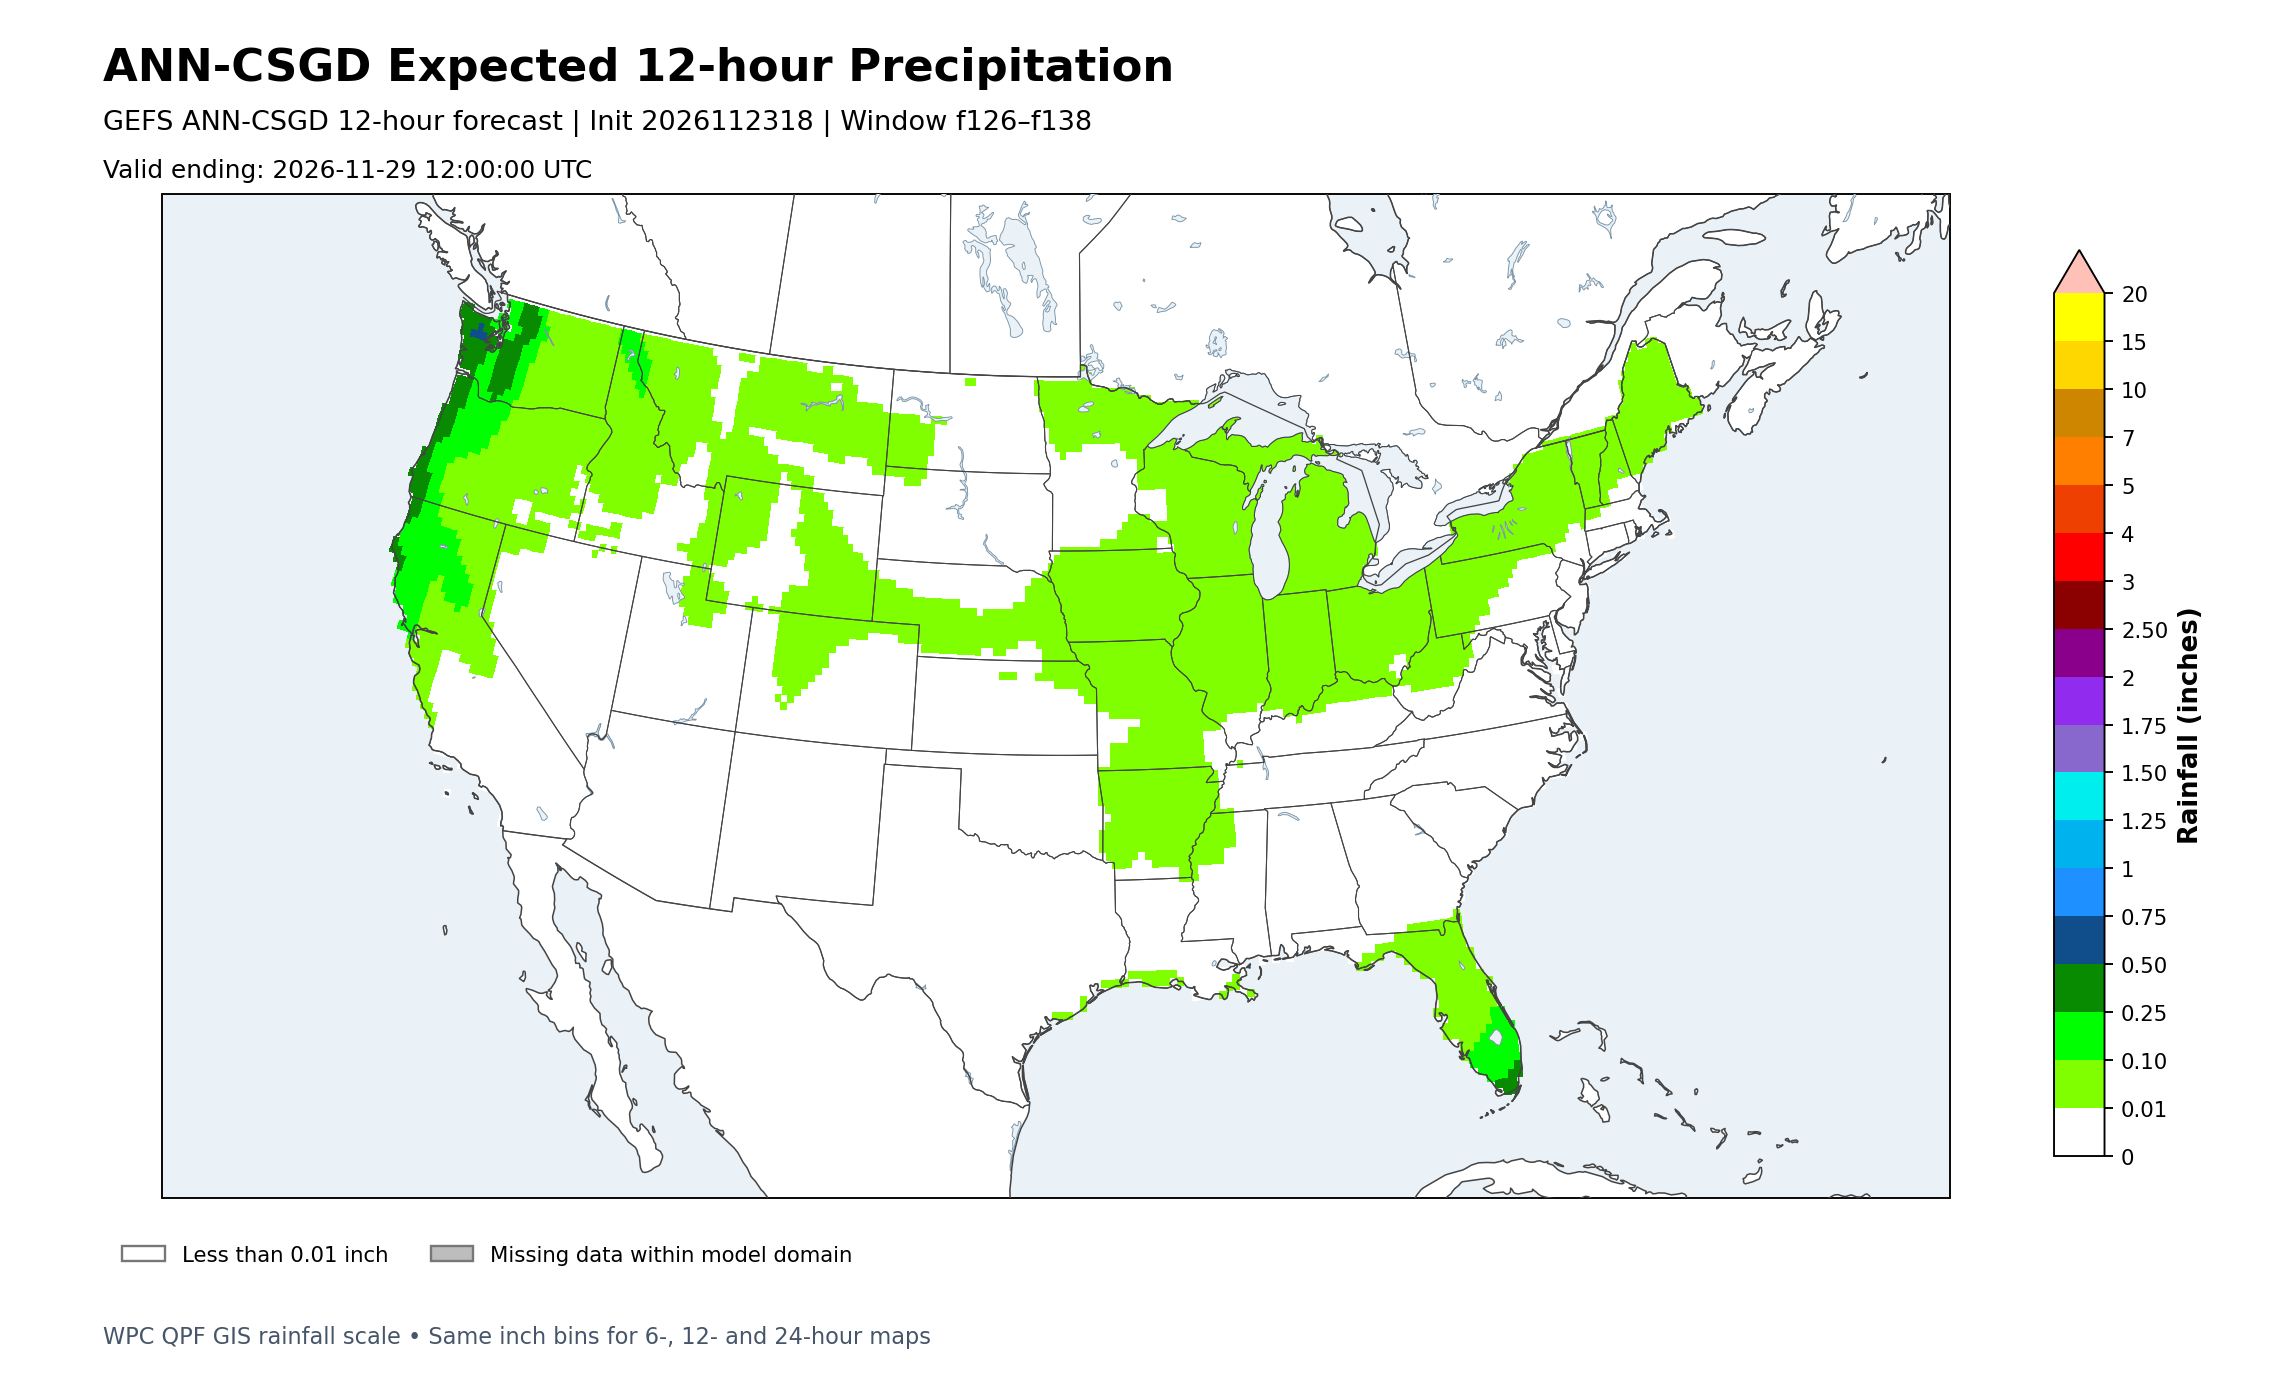 ANN-CSGD Expected 12-hour Precipitation
GEFS ANN-CSGD 12-hour forecast | Init 2026112318 | Window f126–f138
Valid ending: 2026-11-29 12:00:00 UTC
20
15
10
7
5
4
3
2.50
2
1.75
1.50
1.25
1
0.75
0.50
0.25
0.10
0.01
0
Rainfall (inches)
Less than 0.01 inch
Missing data within model domain
WPC QPF GIS rainfall scale • Same inch bins for 6-, 12- and 24-hour maps